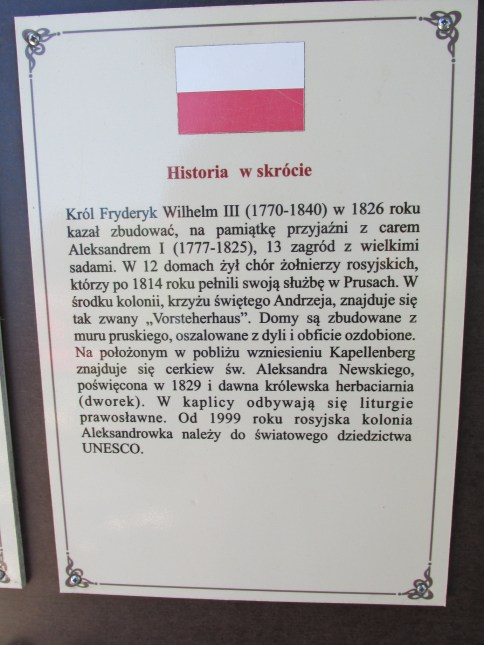 Historia w skrócie
Król Fryderyk Wilhelm III (1770-1840) w 1826 roku
kazał zbudować, na pamiątkę przyjaźni z carem
Aleksandrem I (1777-1825), 13 zagród z wielkimi
sadami. W 12 domach żył chór żołnierzy rosyjskich,
którzy po 1814 roku pełnili swoją służbę w Prusach. W
środku kolonii, krzyżu świętego Andrzeja, znajduje się
tak zwany „Vorsteherhaus”. Domy są zbudowane z
muru pruskiego, oszalowane z dyli i obficie ozdobione.
Na położonym w pobliżu wzniesieniu Kapellenberg
znajduje się cerkiew św. Aleksandra Newskiego,
poświęcona w 1829 i dawna królewska herbaciarnia
(dworek). W kaplicy odbywają się liturgie
prawosławne. Od 1999 roku rosyjska kolonia
Aleksandrowka należy do światowego dziedzictwa
UNESCO.